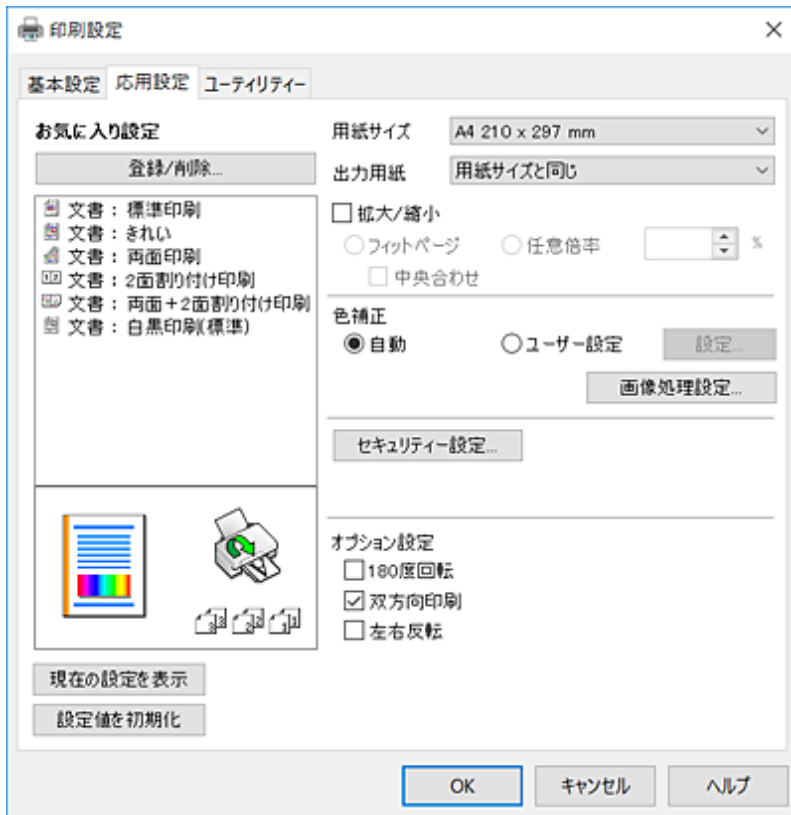 印刷設定
基本設定 応用設定 ユーティリティー
お気に入り設定
登録/削除...
文書 : 標準印刷
文書 : きれい
文書 : 両面印刷
文書 : 2面割り付け印刷
文書 : 両面+2面割り付け印刷
文書 : 白黒印刷(標準)
現在の設定を表示
設定値を初期化
用紙サイズ A4 210 x 297 mm
出力用紙 用紙サイズと同じ
拡大/縮小
フィットページ 任意倍率 %
中央合わせ
色補正
自動 ユーザー設定 設定...
画像処理設定...
セキュリティー設定...
オプション設定
180度回転
双方向印刷
左右反転
OK キャンセル ヘルプ